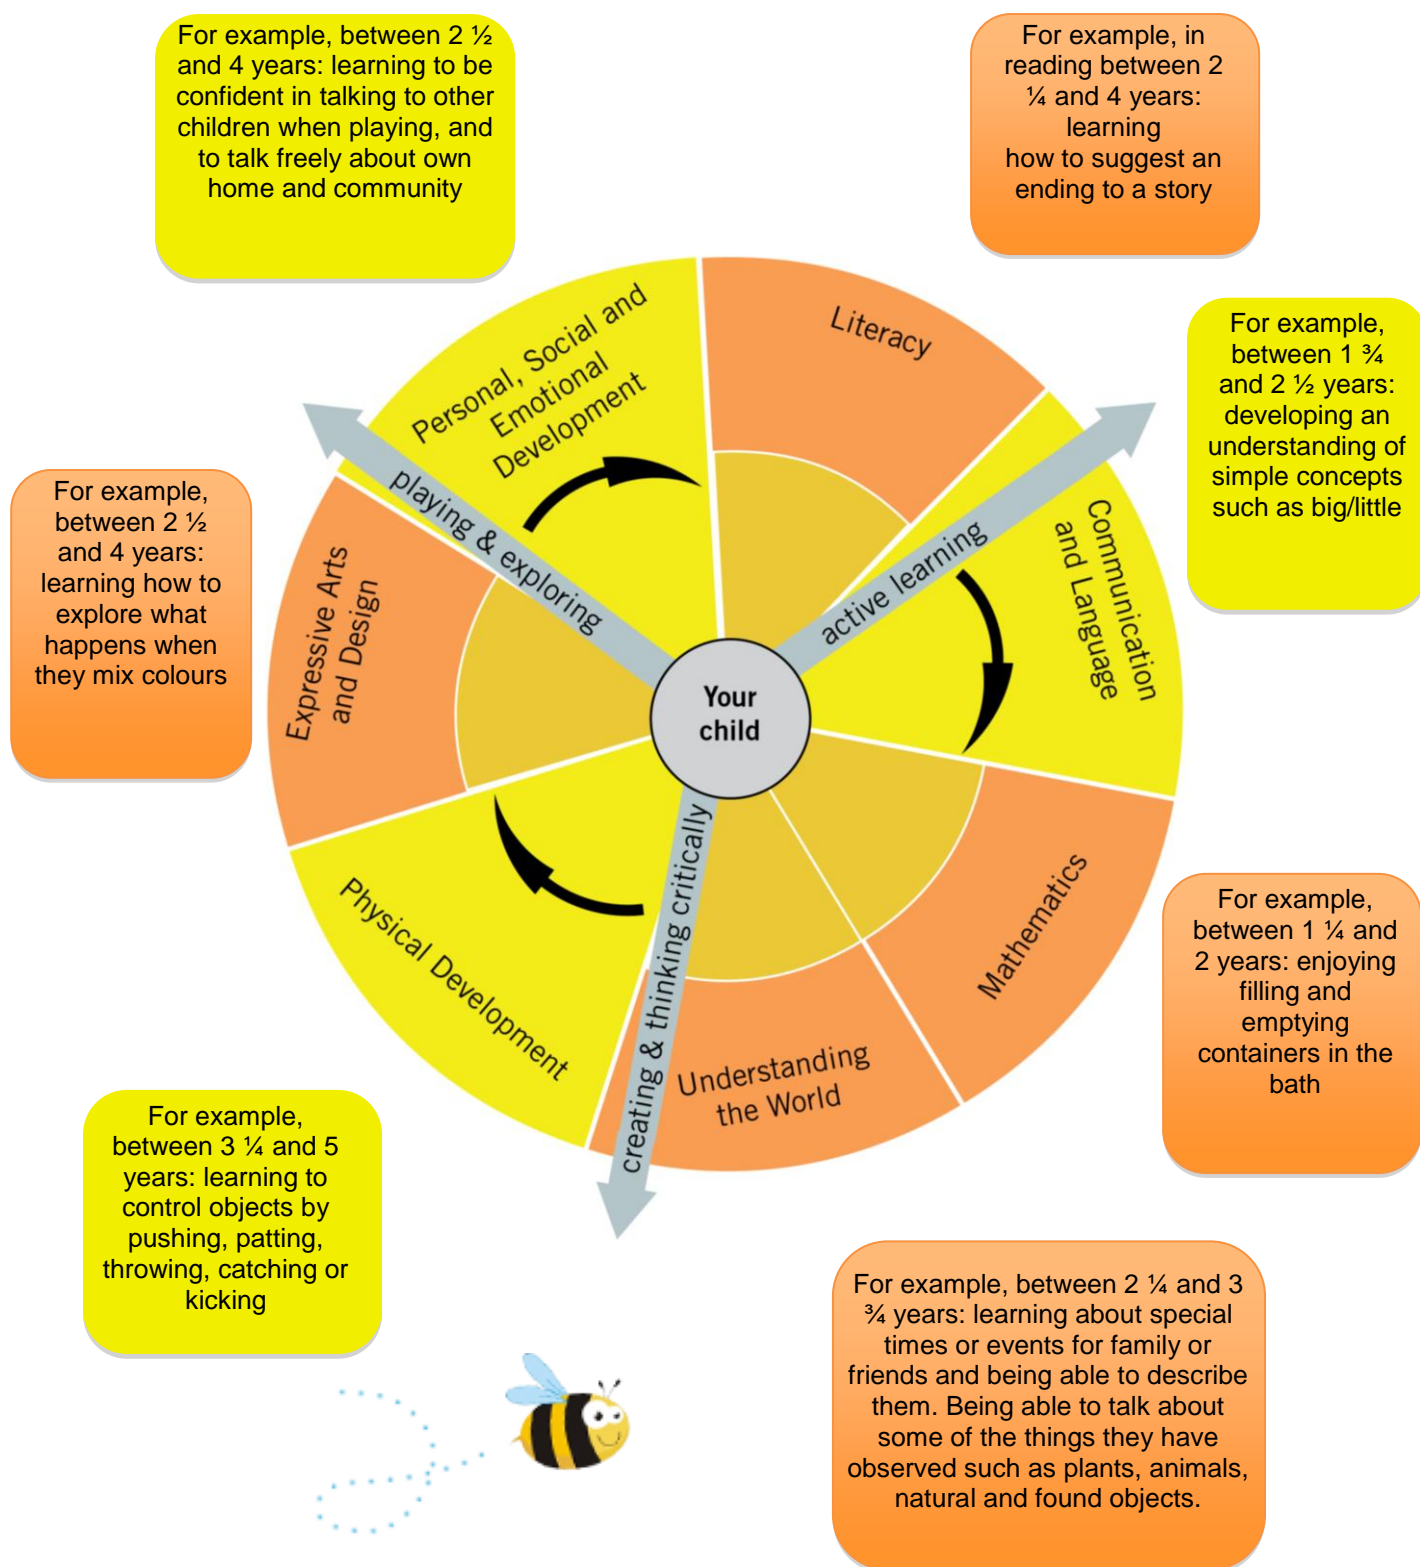 For example, between 2 ½
and 4 years: learning to be
confident in talking to other
children when playing, and
to talk freely about own
home and community
For example, in
reading between 2
¼ and 4 years:
learning
how to suggest an
ending to a story
For example,
between 1 ¾
and 2 ½ years:
developing an
understanding of
simple concepts
such as big/little
For example,
between 2 ½
and 4 years:
learning how to
explore what
happens when
they mix colours
Personal, Social and
Emotional
Development
Literacy
Communication
and Language
Expressive Arts
and Design
playing & exploring
active learning
Your
child
creating & thinking critically
Physical Development
Understanding
the World
Mathematics
For example,
between 1 ¼ and
2 years: enjoying
filling and
emptying
containers in the
bath
For example,
between 3 ¼ and 5
years: learning to
control objects by
pushing, patting,
throwing, catching or
kicking
For example, between 2 ¼ and 3
¾ years: learning about special
times or events for family or
friends and being able to describe
them. Being able to talk about
some of the things they have
observed such as plants, animals,
natural and found objects.